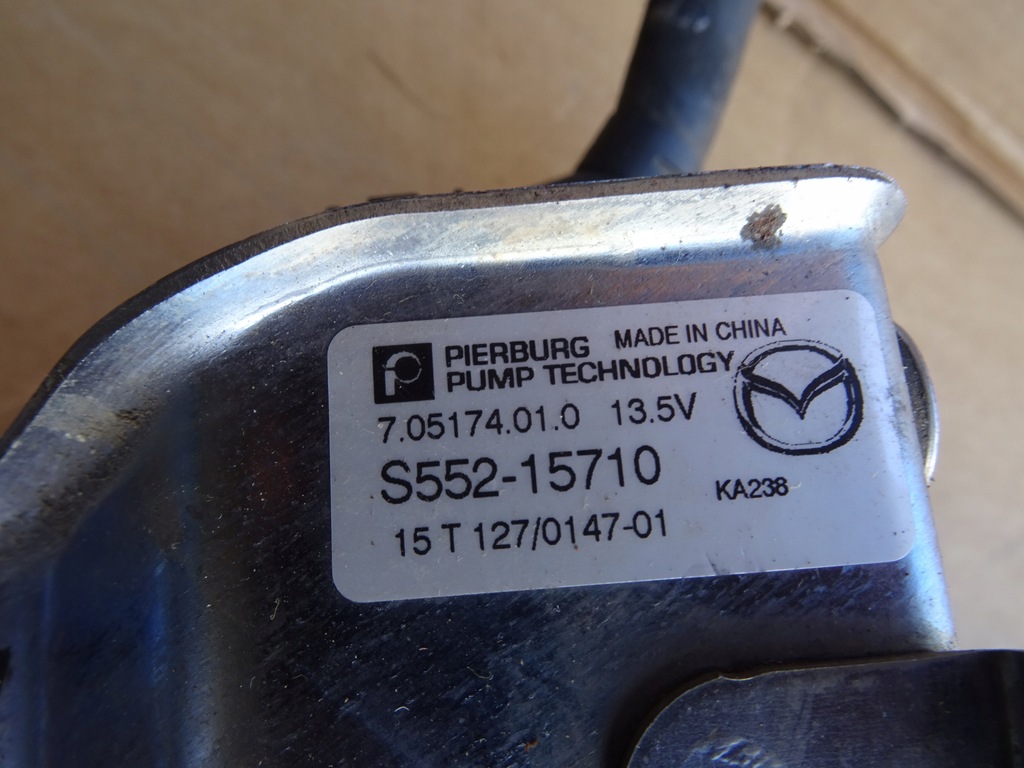 PIERBURG MADE IN CHINA
PUMP TECHNOLOGY
7.05174.01.0 13.5V
S552-15710
KA238
15 T 127/0147-01